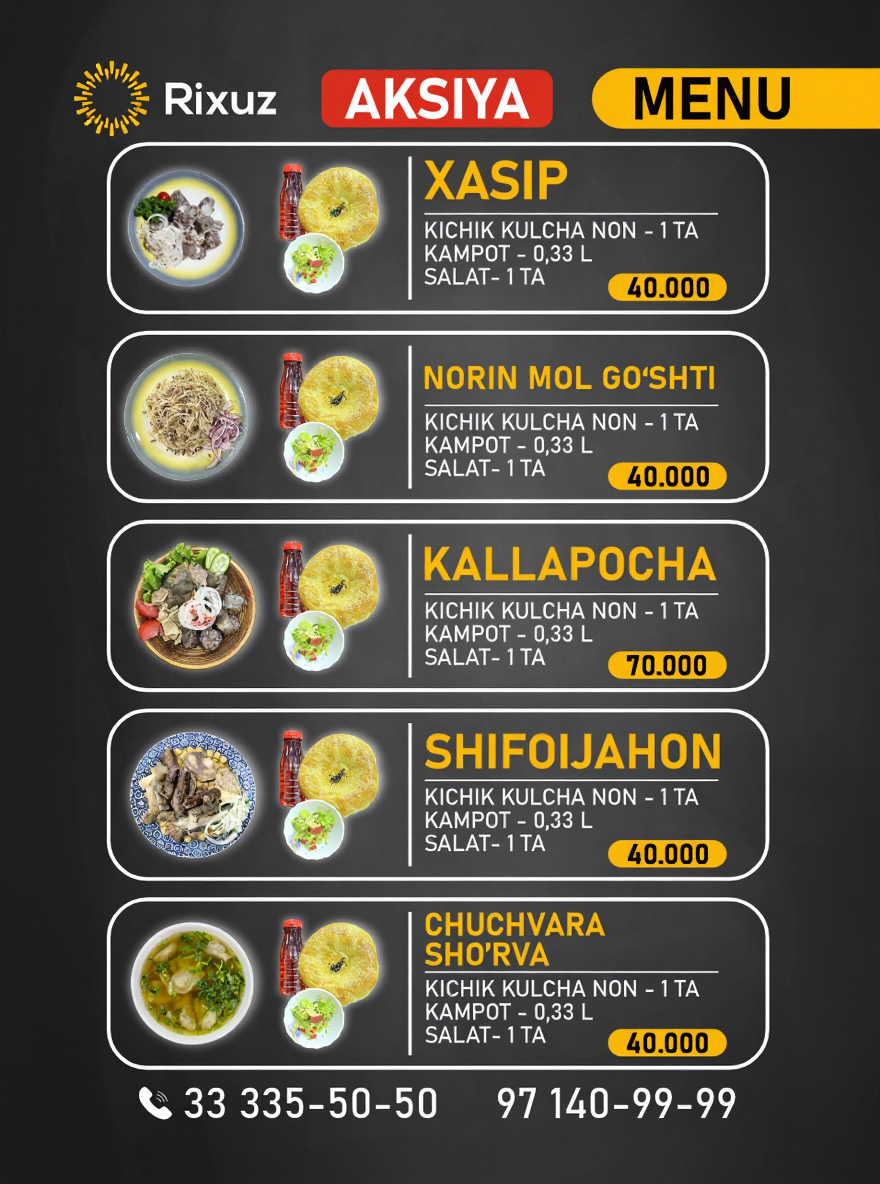 Rixuz
AKSIYA
MENU
XASIP
KICHIK KULCHA NON - 1 TA
KAMPOT - 0,33 L
SALAT- 1 TA
40.000
NORIN MOL GO‘SHTI
KICHIK KULCHA NON - 1 TA
KAMPOT - 0,33 L
SALAT- 1 TA
40.000
KALLAPOCHA
KICHIK KULCHA NON - 1 TA
KAMPOT - 0,33 L
SALAT- 1 TA
70.000
SHIFOIJAHON
KICHIK KULCHA NON - 1 TA
KAMPOT - 0,33 L
SALAT- 1 TA
40.000
CHUCHVARA
SHO’RVA
KICHIK KULCHA NON - 1 TA
KAMPOT - 0,33 L
SALAT- 1 TA
40.000
33 335-50-50
97 140-99-99